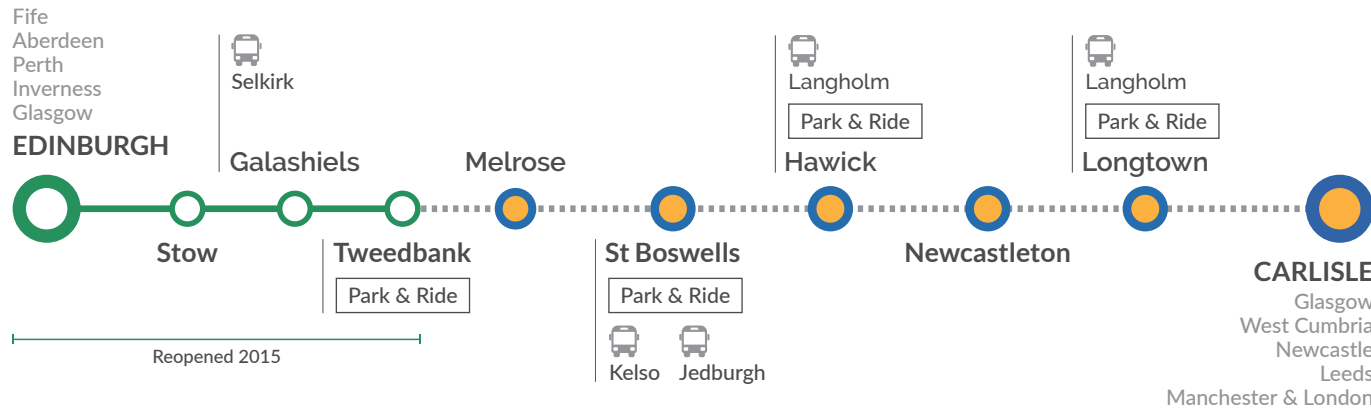 Fife
Aberdeen
Perth
Inverness
Glasgow
EDINBURGH
Selkirk
Galashiels
Melrose
Langholm
Park & Ride
Hawick
Langholm
Park & Ride
Longtown
Stow
Tweedbank
Park & Ride
St Boswells
Park & Ride
Kelso
Jedburgh
Newcastleton
CARLISLE
Glasgow
West Cumbria
Newcastle
Leeds
Manchester & London
Reopened 2015